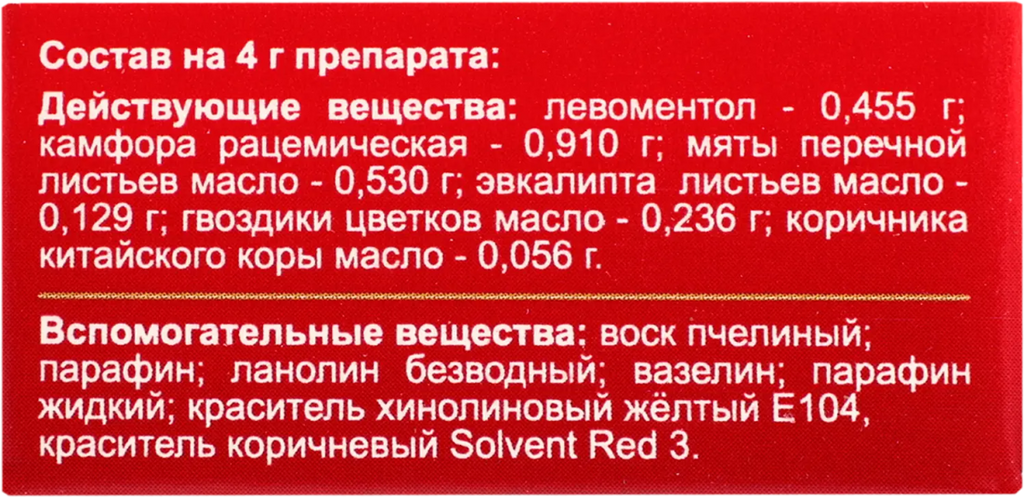 Состав на 4 г препарата:
Действующие вещества: левоментол - 0,455 г;
камфора рацемическая - 0,910 г; мяты перечной
листьев масло - 0,530 г; эвкалипта листьев масло -
0,129 г; гвоздики цветков масло - 0,236 г; коричника
китайского коры масло - 0,056 г.
Вспомогательные вещества: воск пчелиный;
парафин; ланолин безводный; вазелин; парафин
жидкий; краситель хинолиновый жёлтый Е104,
краситель коричневый Solvent Red 3.